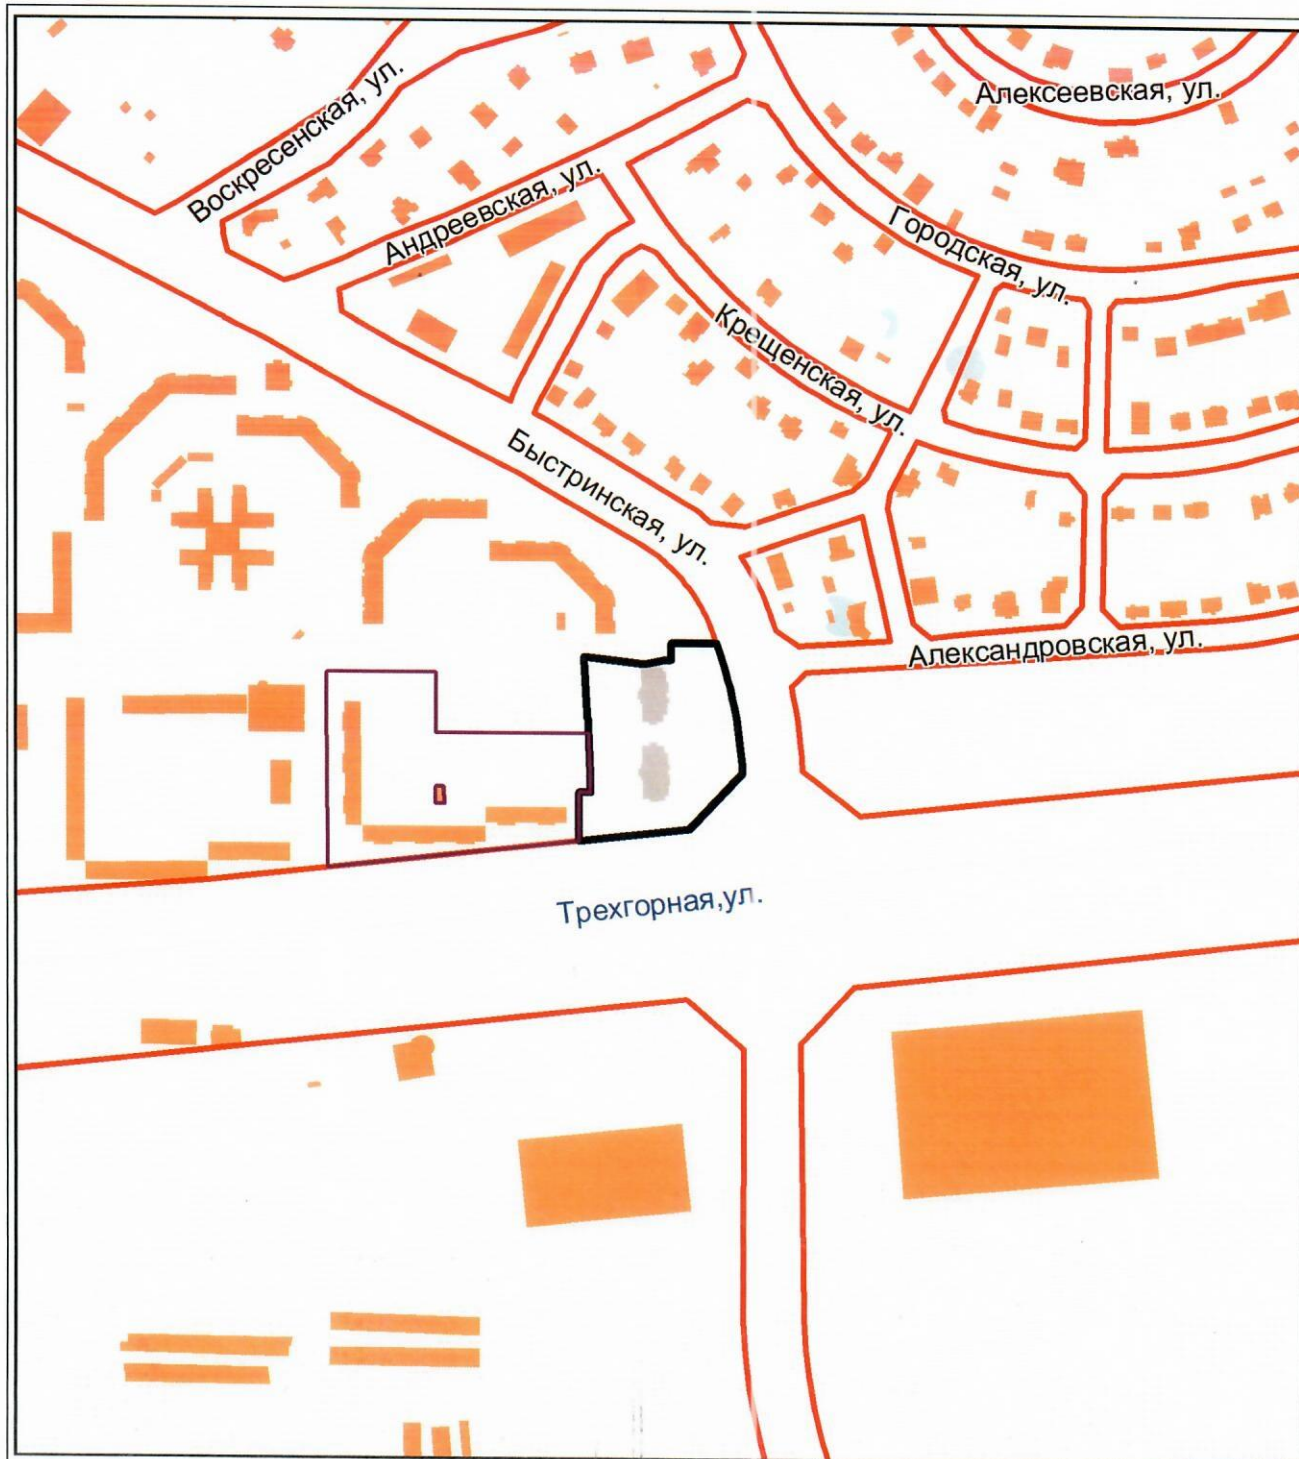 Алексеевская, ул.
Воскресенская, ул.
Андреевская, ул.
Городская, ул.
Крещенская, ул.
Быстринская, ул.
Александровская, ул.
Трехгорная,ул.